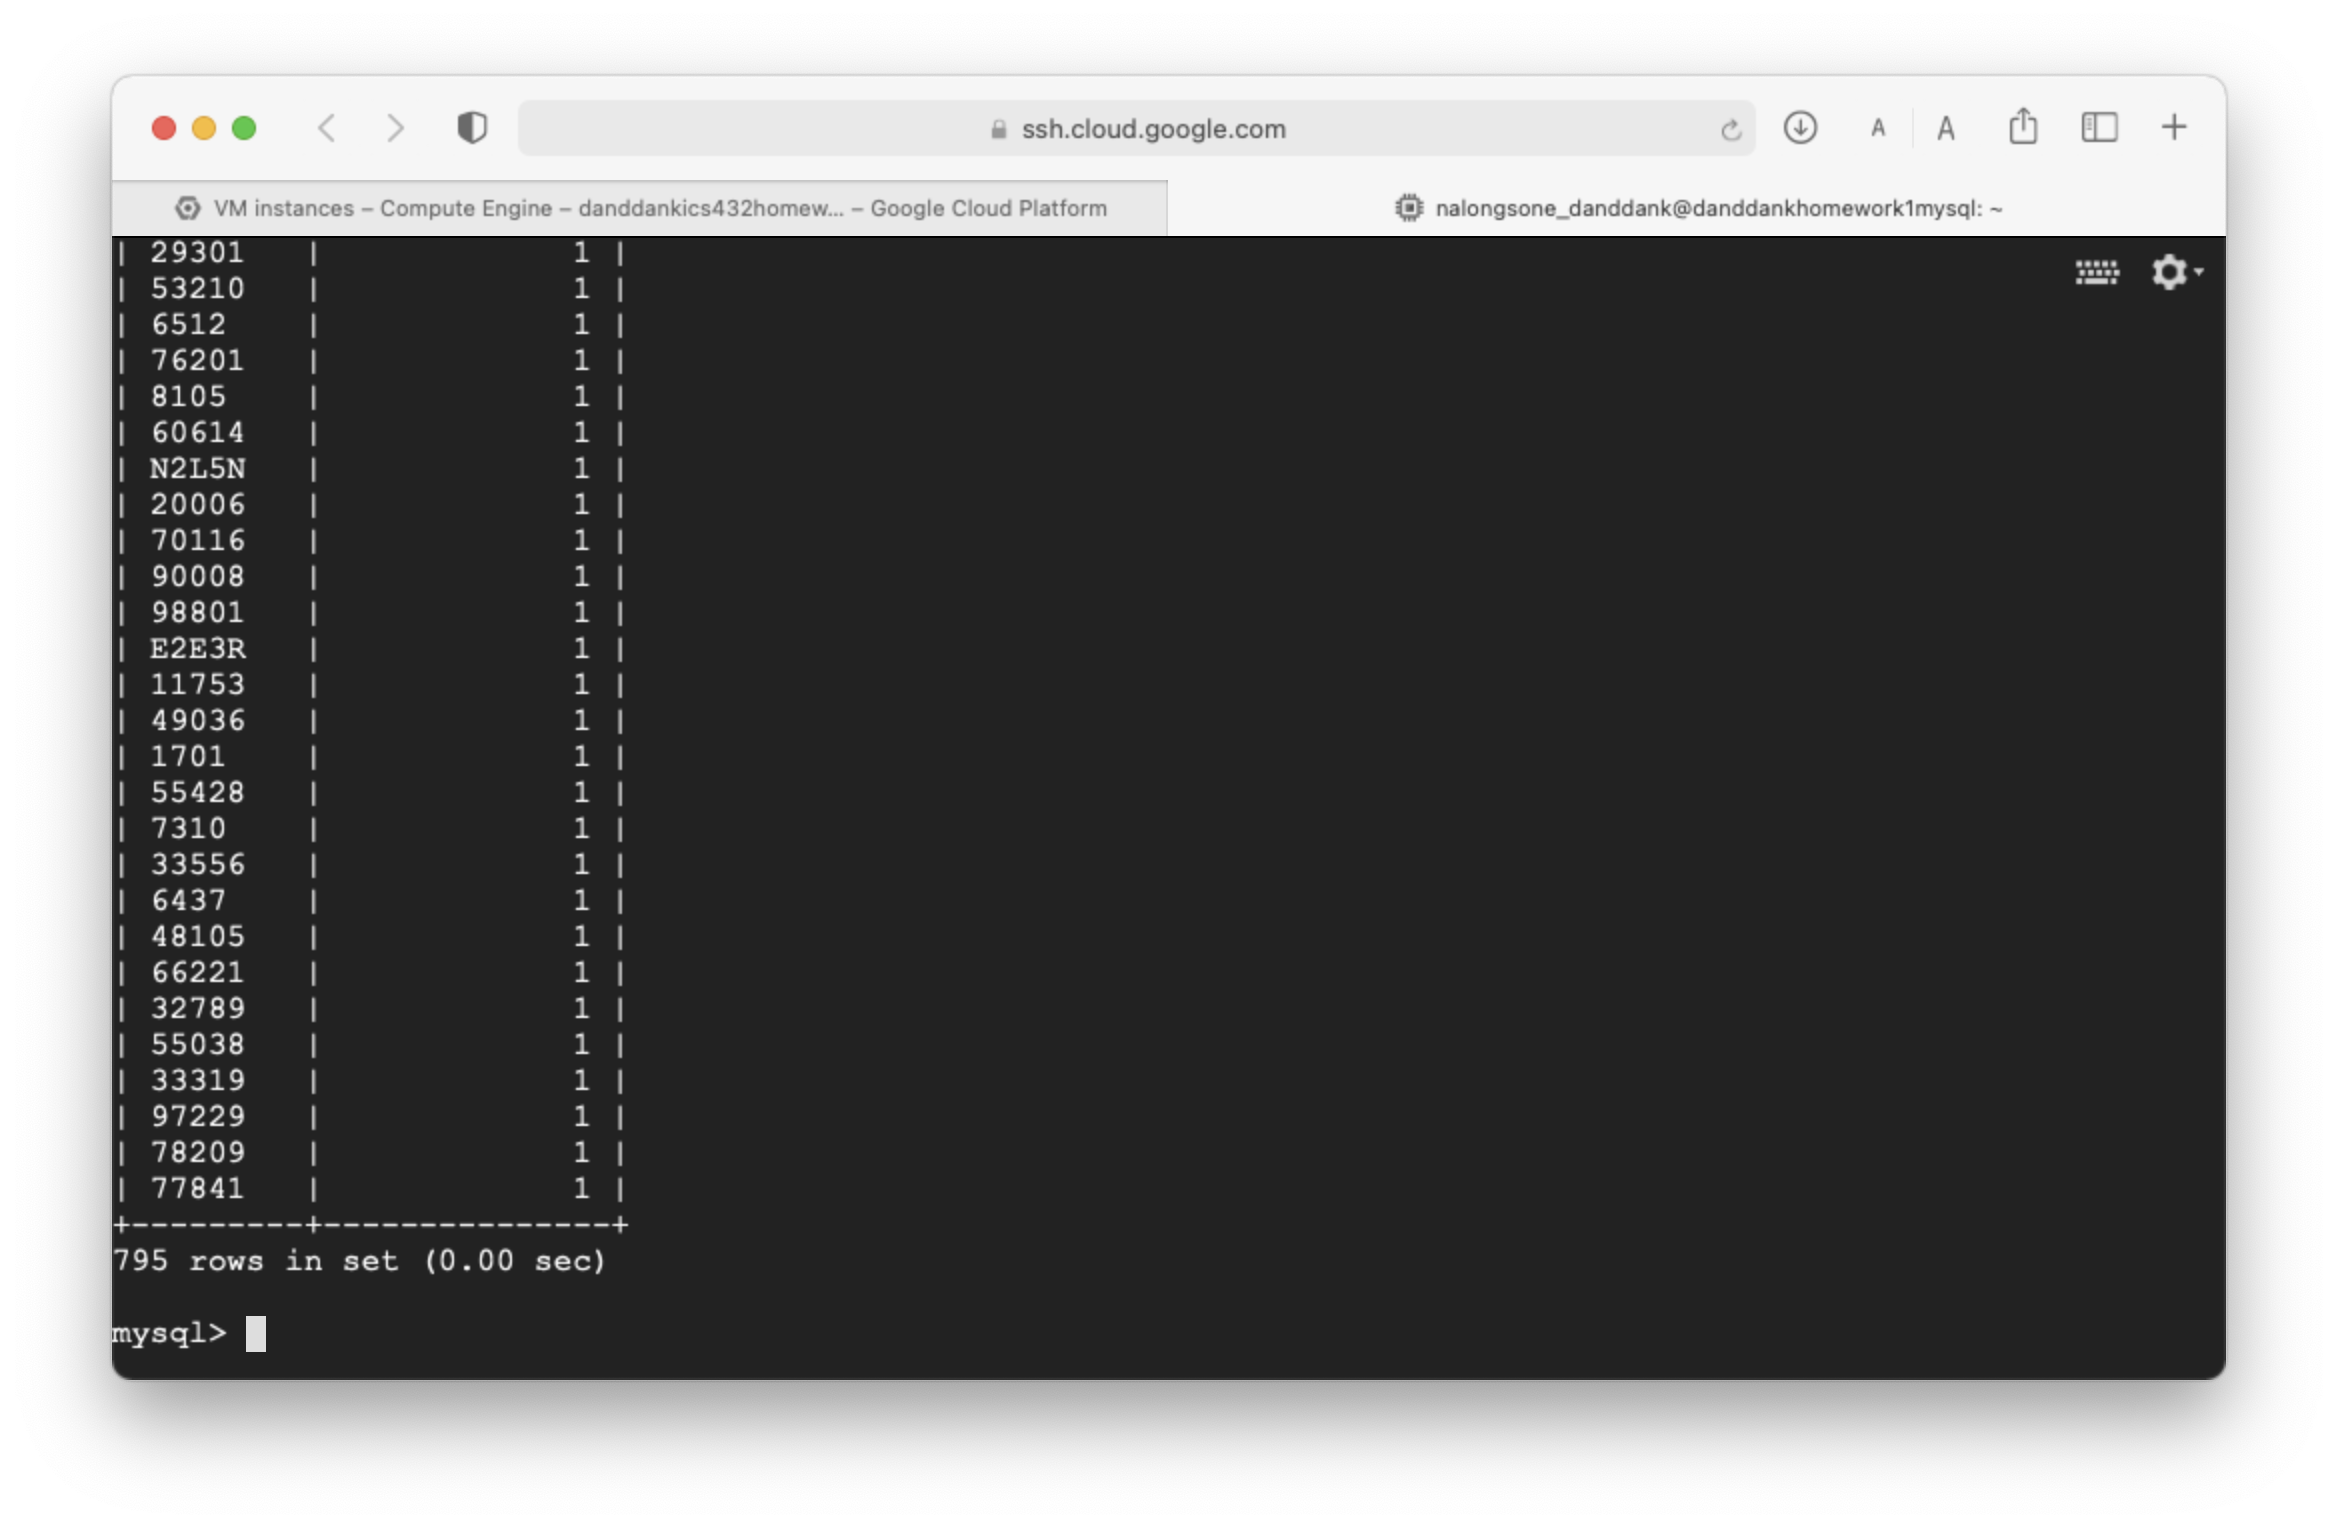 ssh.cloud.google.com
A A
VM instances – Compute Engine – danddankics432homew... – Google Cloud Platform
nalongsone_danddank@danddankhomework1mysql: ~
| 29301   |             1 |
| 53210   |             1 |
| 6512    |             1 |
| 76201   |             1 |
| 8105    |             1 |
| 60614   |             1 |
| N2L5N   |             1 |
| 20006   |             1 |
| 70116   |             1 |
| 90008   |             1 |
| 98801   |             1 |
| E2E3R   |             1 |
| 11753   |             1 |
| 49036   |             1 |
| 1701    |             1 |
| 55428   |             1 |
| 7310    |             1 |
| 33556   |             1 |
| 6437    |             1 |
| 48105   |             1 |
| 66221   |             1 |
| 32789   |             1 |
| 55038   |             1 |
| 33319   |             1 |
| 97229   |             1 |
| 78209   |             1 |
| 77841   |             1 |
+---------+---------------+
795 rows in set (0.00 sec)
mysql>